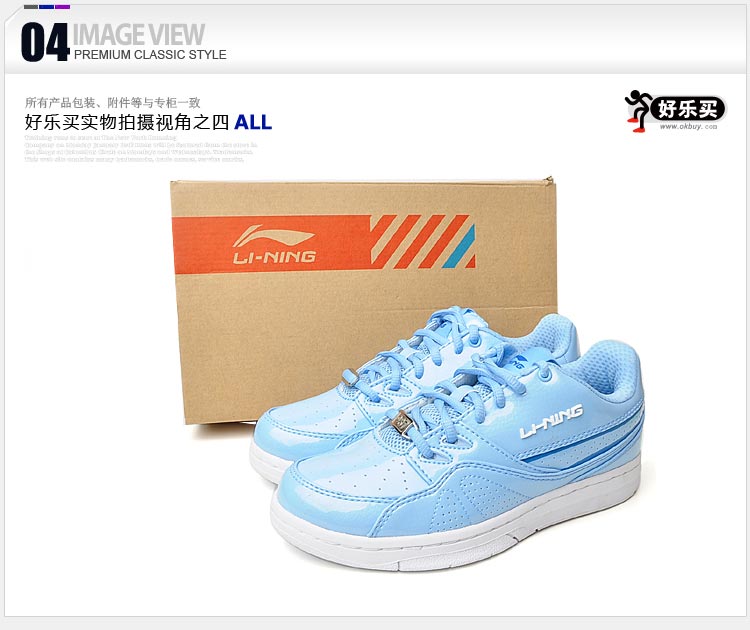 04 IMAGE VIEW
PREMIUM CLASSIC STYLE
所有产品包装、附件等与专柜一致
好乐买实物拍摄视角之四 ALL
好乐买
www.okbuy.com
LI-NING
LI-NING